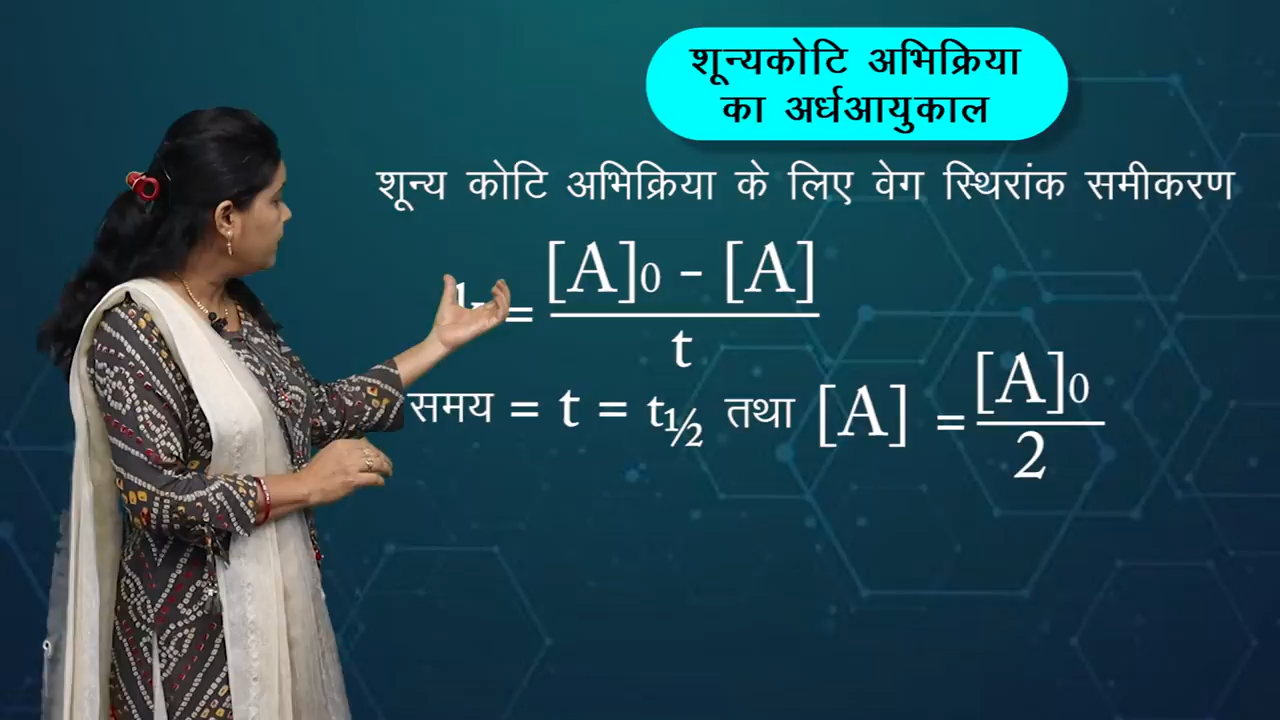 शून्यकोटि अभिक्रिया
का अर्धआयुकाल
शून्य कोटि अभिक्रिया के लिए वेग स्थिरांक समीकरण
= [A]₀ - [A] / t
समय = t = t½ तथा [A] = [A]₀ / 2